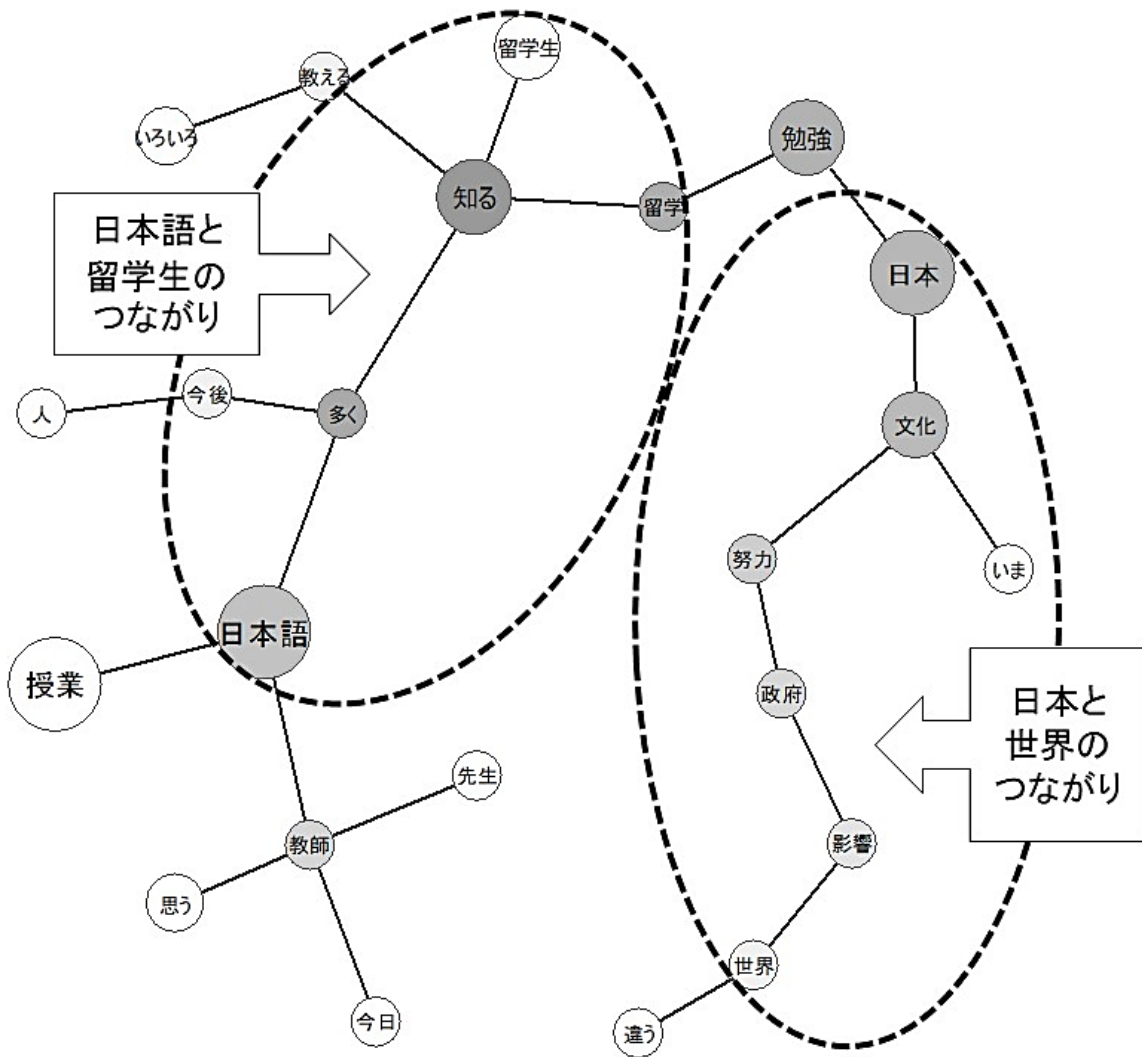 留学生
教える
いろいろ
勉強
知る
留学
日本語と
留学生の
つながり
日本
今後
人
多く
文化
努力
いま
日本語
授業
政府
日本と
世界の
つながり
先生
教師
影響
思う
世界
今日
違う